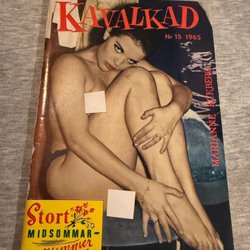 KAVALKAD
Nr 15 1965
MARIANNE
Stort
MIDSOMMAR-
nummer